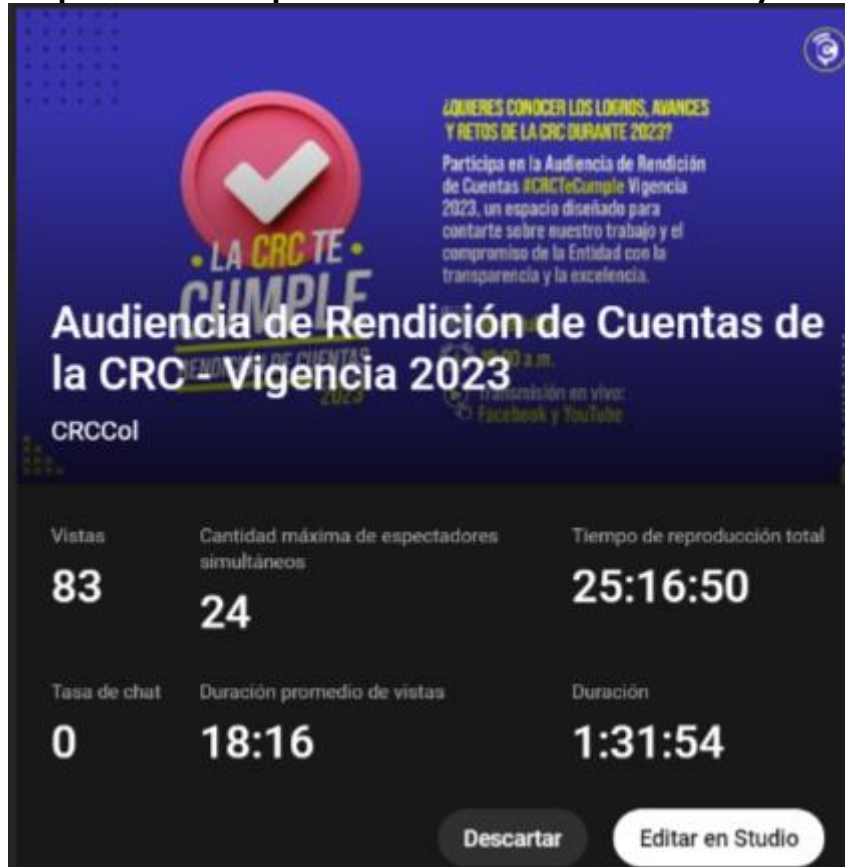 ¿QUIERES CONOCER LOS LOGROS, AVANCES
Y RETOS DE LA CRC DURANTE 2023?
Participa en la Audiencia de Rendición
de Cuentas #CRCTeCumple Vigencia
2023, un espacio diseñado para
contarte sobre nuestro trabajo y el
compromiso de la Entidad con la
transparencia y la excelencia.
• LA CRC TE •
CUMPLE
RENDICIÓN DE CUENTAS
2023
a.m.
Transmisión en vivo:
Facebook y YouTube
Audiencia de Rendición de Cuentas de
la CRC - Vigencia 2023
CRCCol
Vistas
83
Cantidad máxima de espectadores
simultáneos
24
Tiempo de reproducción total
25:16:50
Tasa de chat
0
Duración promedio de vistas
18:16
Duración
1:31:54
Descartar
Editar en Studio